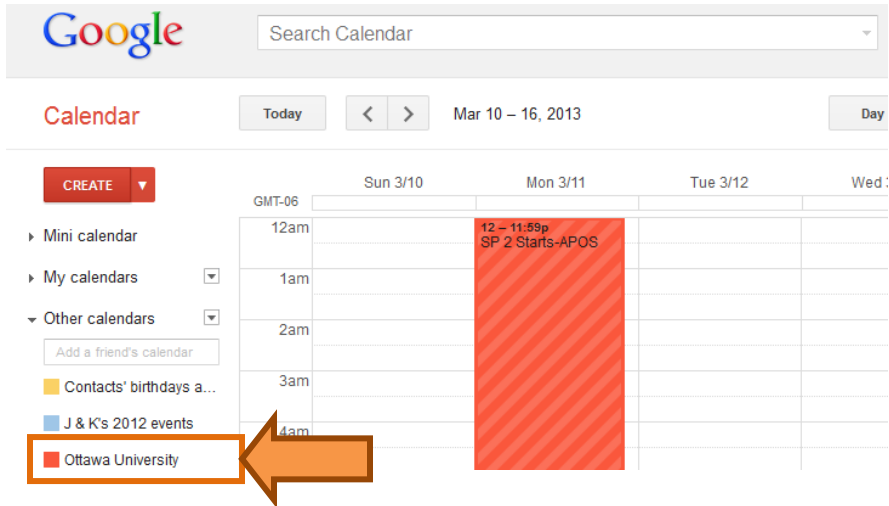 Google
Search Calendar
Calendar
Today
Mar 10 – 16, 2013
Day
CREATE
Sun 3/10
Mon 3/11
Tue 3/12
Wed
GMT-06
Mini calendar
My calendars
Other calendars
Add a friend's calendar
Contacts' birthdays a...
J & K's 2012 events
Ottawa University
12am
1am
2am
3am
4am
12 – 11:59p
SP 2 Starts-APOS